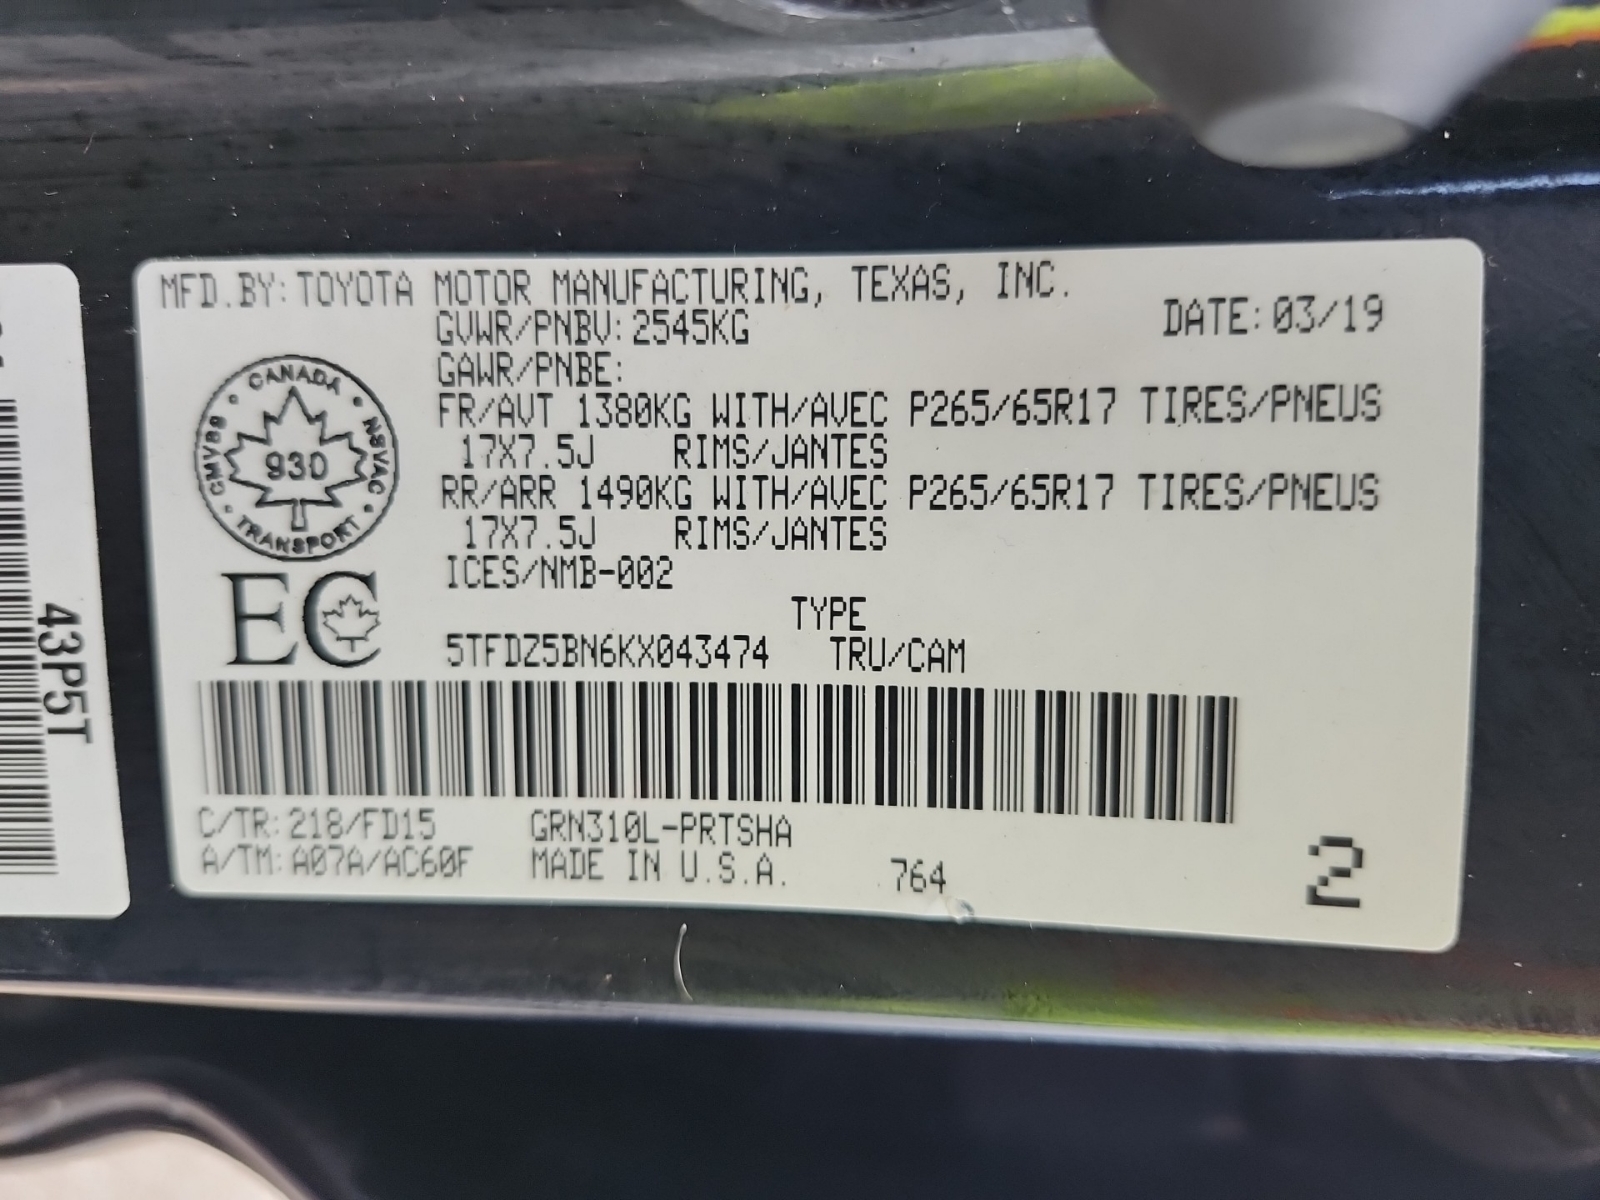 MFD.BY: TOYOTA MOTOR MANUFACTURING, TEXAS, INC.
GVWR/PNBV: 2545KG
DATE: 03/19
GAWR/PNBE:
FR/AVT 1380KG WITH/AVEC P265/65R17 TIRES/PNEUS
17X7.5J RIMS/JANTES
RR/ARR 1490KG WITH/AVEC P265/65R17 TIRES/PNEUS
17X7.5J RIMS/JANTES
ICES/NMB-002
TYPE
5TFDZ5BN6KX043474 TRU/CAM
CANADA • NSVAC • TRANSPORT • CMVSS •
930
EC
C/TR: 218/FD15 GRN310L-PRTSHA
A/TM: A07A/AC60F MADE IN U.S.A. 764
2
43P5T